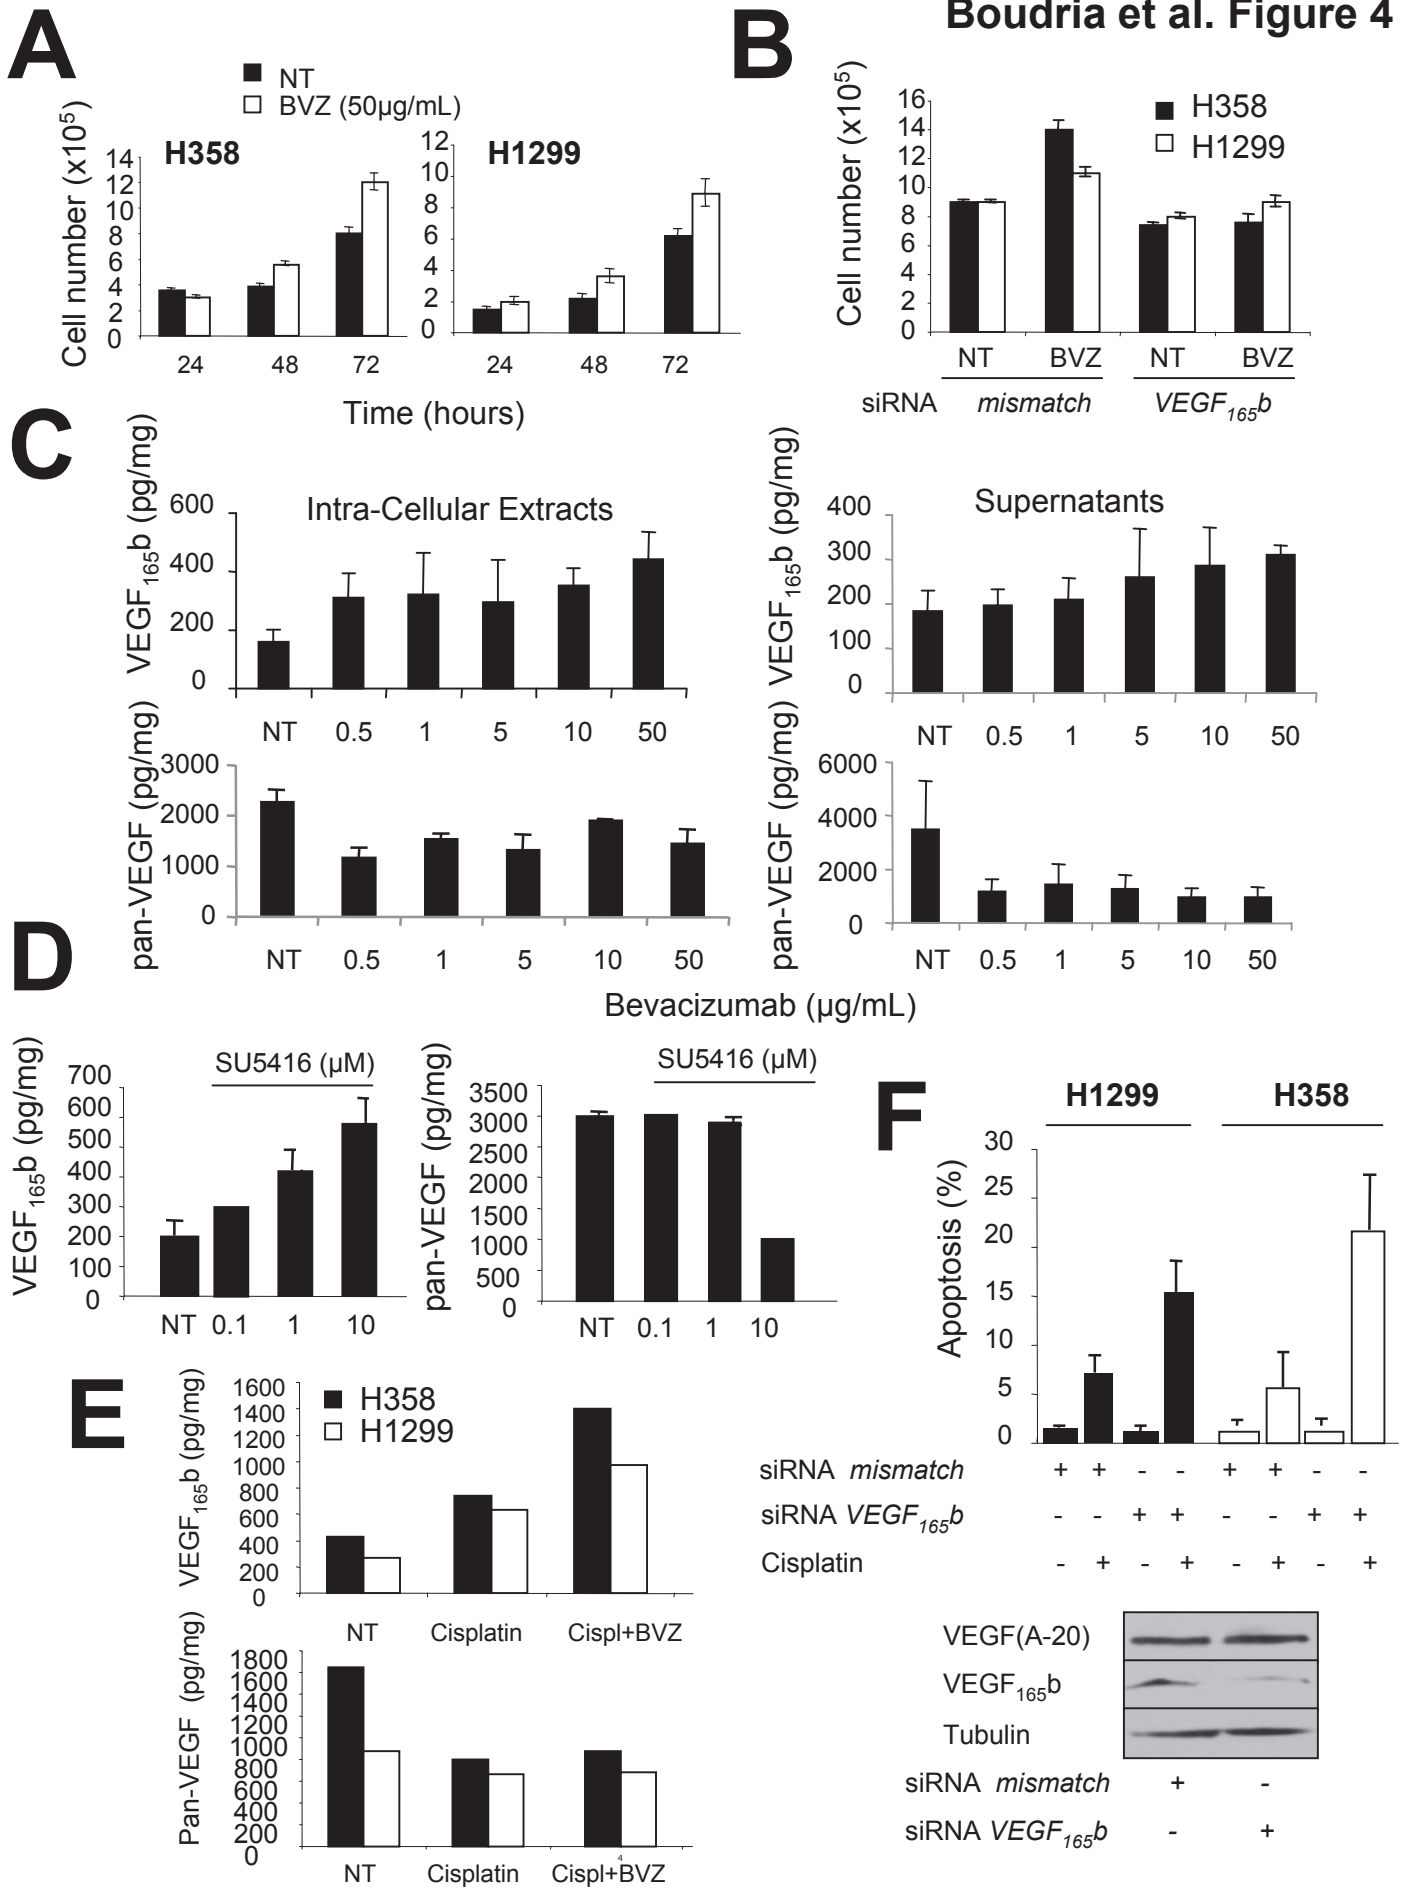 Boudria et al. Figure 4
A
NT
BVZ (50µg/mL)
Cell number (x10⁵)
H358
14
12
10
8
6
4
2
0
24 48 72
H1299
12
10
8
6
4
2
0
24 48 72
Time (hours)
B
Cell number (x10⁵)
H358
H1299
16
14
12
10
8
6
4
2
0
NT BVZ NT BVZ
siRNA mismatch VEGF₁₆₅b
C
VEGF₁₆₅b (pg/mg)
Intra-Cellular Extracts
600
400
200
0
NT 0.5 1 5 10 50
VEGF₁₆₅b (pg/mg)
Supernatants
400
300
200
100
0
NT 0.5 1 5 10 50
pan-VEGF (pg/mg)
3000
2000
1000
0
NT 0.5 1 5 10 50
pan-VEGF (pg/mg)
6000
4000
2000
0
NT 0.5 1 5 10 50
Bevacizumab (µg/mL)
D
VEGF₁₆₅b (pg/mg)
SU5416 (µM)
700
600
500
400
300
200
100
0
NT 0.1 1 10
pan-VEGF (pg/mg)
SU5416 (µM)
3500
3000
2500
2000
1500
1000
500
0
NT 0.1 1 10
E
VEGF₁₆₅b (pg/mg)
H358
H1299
1600
1400
1200
1000
800
600
400
200
0
NT Cisplatin Cispl+BVZ
Pan-VEGF (pg/mg)
1800
1600
1400
1200
1000
800
600
400
200
0
4
NT Cisplatin Cispl+BVZ
F
H1299 H358
Apoptosis (%)
30
25
20
15
10
5
0
siRNA mismatch + + - - + + - -
siRNA VEGF₁₆₅b - - + + - - + +
Cisplatin - + - + - + - +
VEGF(A-20)
VEGF₁₆₅b
Tubulin
siRNA mismatch + -
siRNA VEGF₁₆₅b - +